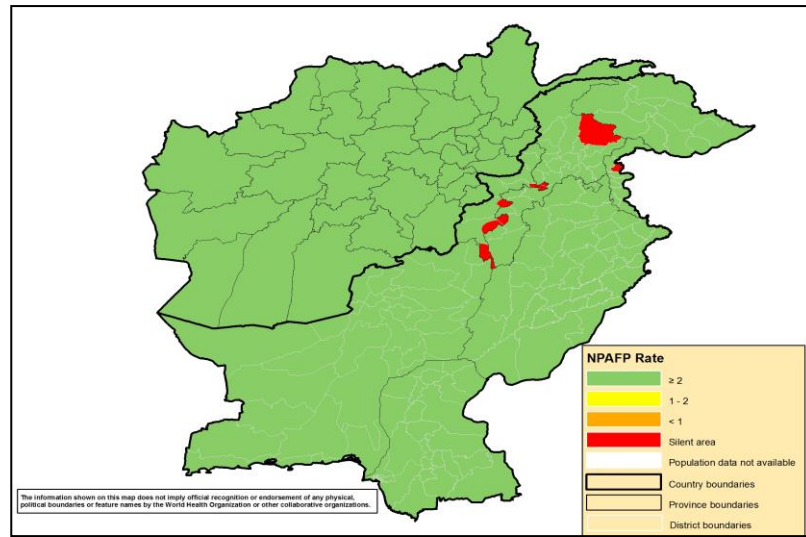 NPAFP Rate
≥ 2
1 - 2
< 1
Silent area
Population data not available
Country boundaries
Province boundaries
District boundaries
The information shown on this map does not imply official recognition or endorsement of any physical,
political boundaries or feature names by the World Health Organization or other collaborative organizations.